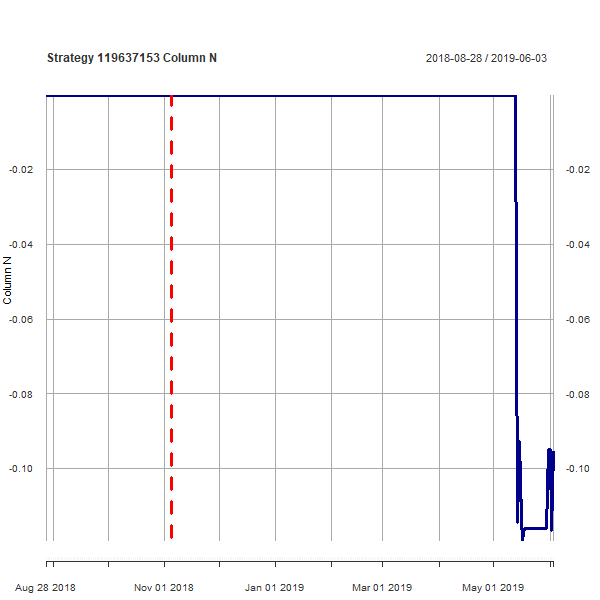 Strategy 119637153 Column N
2018-08-28 / 2019-06-03
-0.02
-0.02
-0.04
-0.04
Column N
-0.06
-0.06
-0.08
-0.08
-0.10
-0.10
Aug 28 2018
Nov 01 2018
Jan 01 2019
Mar 01 2019
May 01 2019